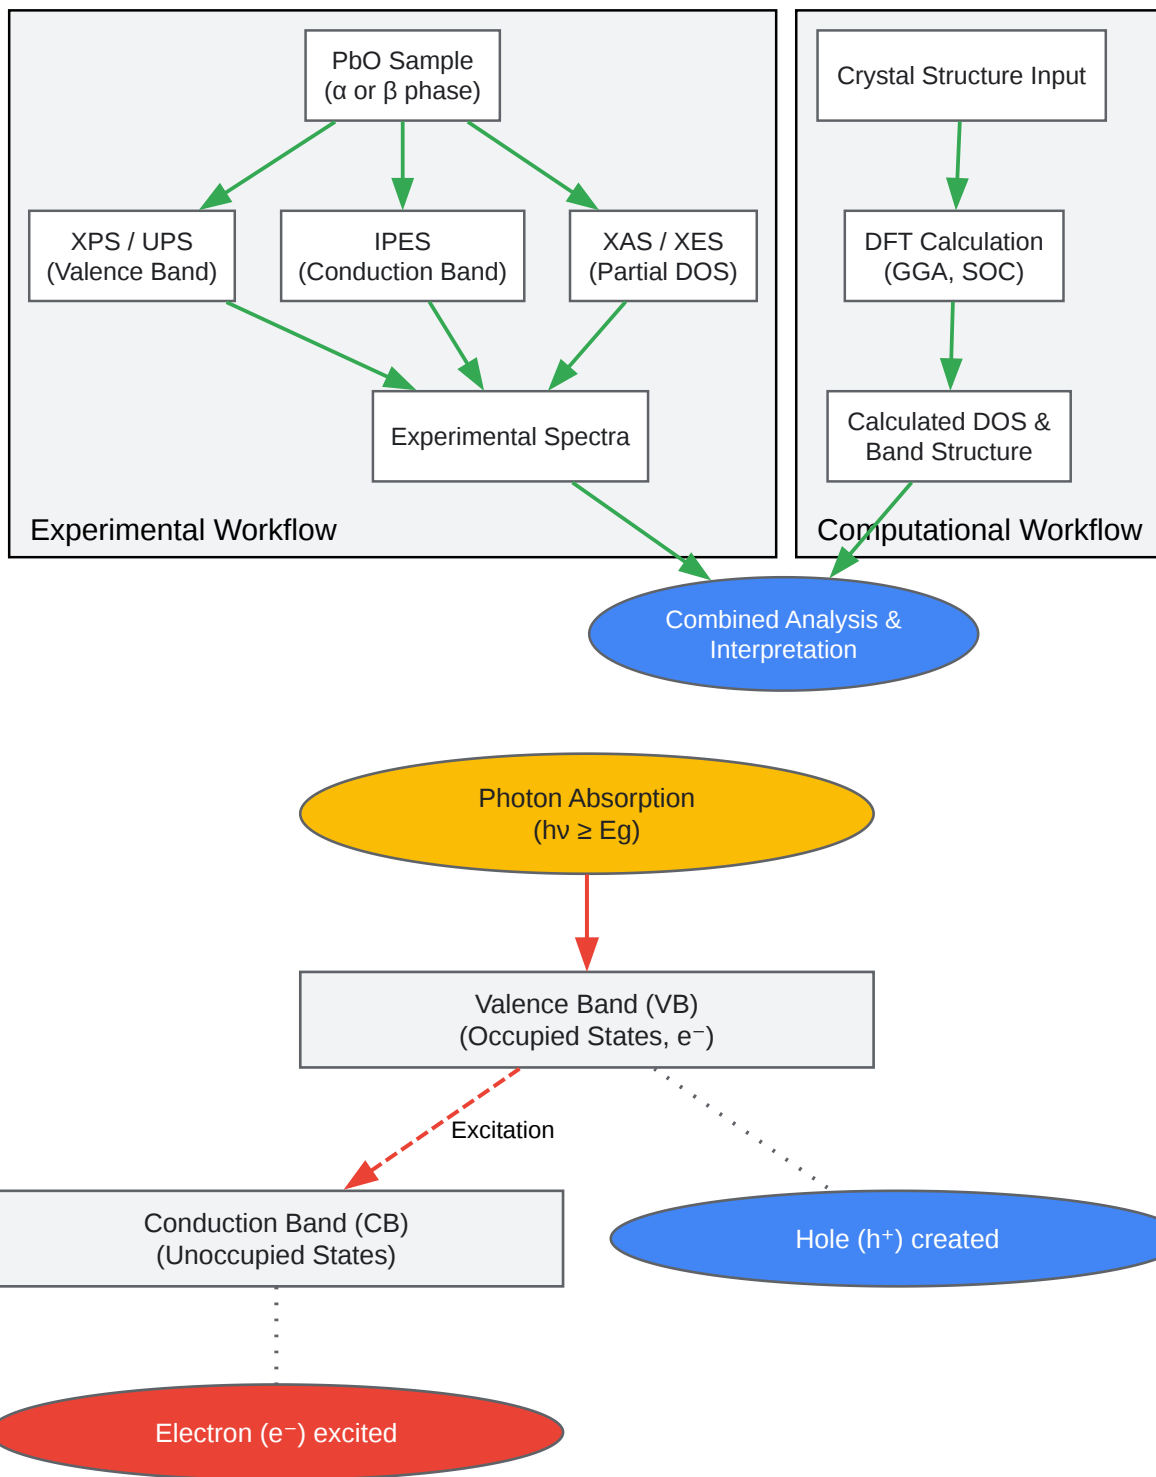 PbO Sample
(α or β phase)
XPS / UPS
(Valence Band)
IPES
(Conduction Band)
XAS / XES
(Partial DOS)
Experimental Spectra
Experimental Workflow
Crystal Structure Input
DFT Calculation
(GGA, SOC)
Calculated DOS &
Band Structure
Computational Workflow
Combined Analysis &
Interpretation
Photon Absorption
(hν ≥ Eg)
Valence Band (VB)
(Occupied States, e⁻)
Excitation
Conduction Band (CB)
(Unoccupied States)
Hole (h⁺) created
Electron (e⁻) excited